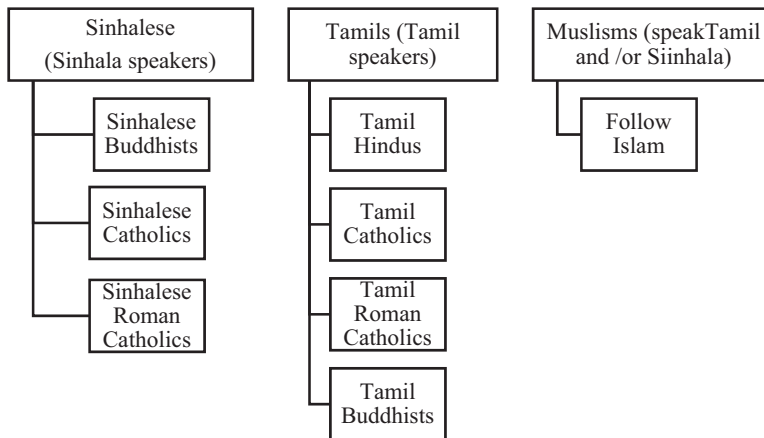 Sinhalese
(Sinhala speakers)
Sinhalese
Buddhists
Sinhalese
Catholics
Sinhalese
Roman
Catholics
Tamils (Tamil
speakers)
Tamil
Hindus
Tamil
Catholics
Tamil
Roman
Catholics
Tamil
Buddhists
Muslisms (speakTamil
and /or Siinhala)
Follow
Islam